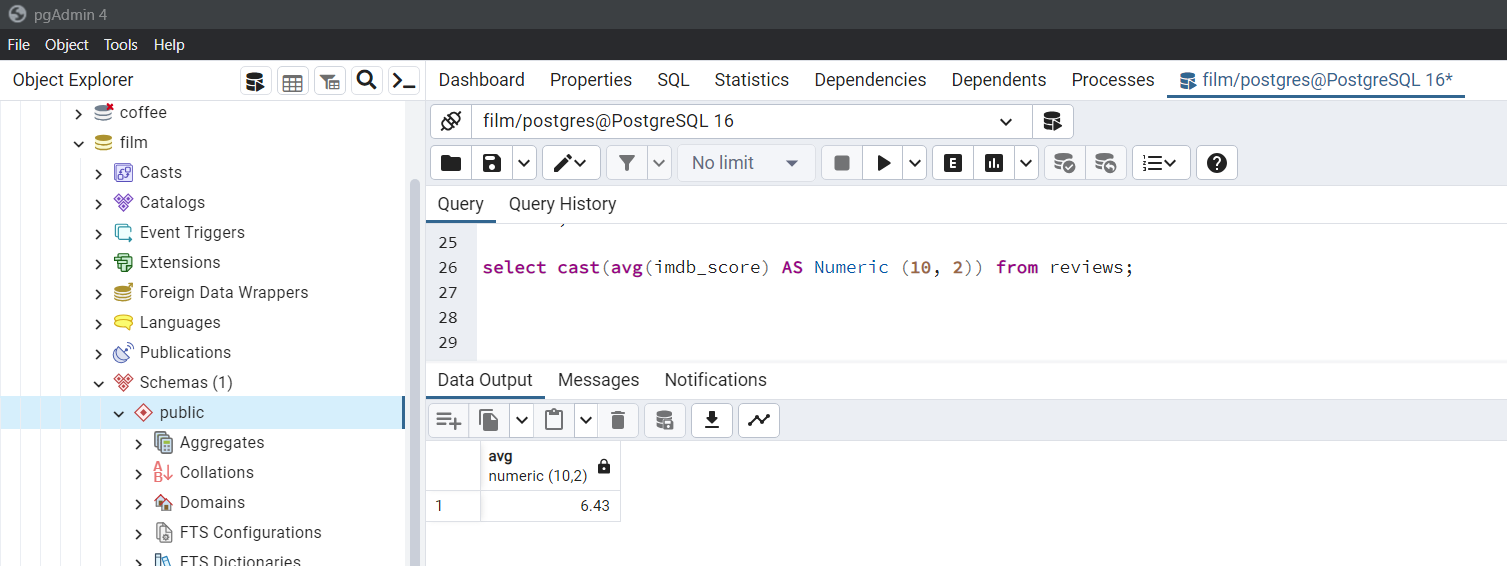 pgAdmin 4
File Object Tools Help
Object Explorer
Dashboard Properties SQL Statistics Dependencies Dependents Processes film/postgres@PostgreSQL 16*
coffee
film
Casts
Catalogs
Event Triggers
Extensions
Foreign Data Wrappers
Languages
Publications
Schemas (1)
public
Aggregates
Collations
Domains
FTS Configurations
FTS Dictionaries
film/postgres@PostgreSQL 16
No limit
Query Query History
25
26 select cast(avg(imdb_score) AS Numeric (10, 2)) from reviews;
27
28
29
Data Output Messages Notifications
avg
numeric (10,2)
1 6.43